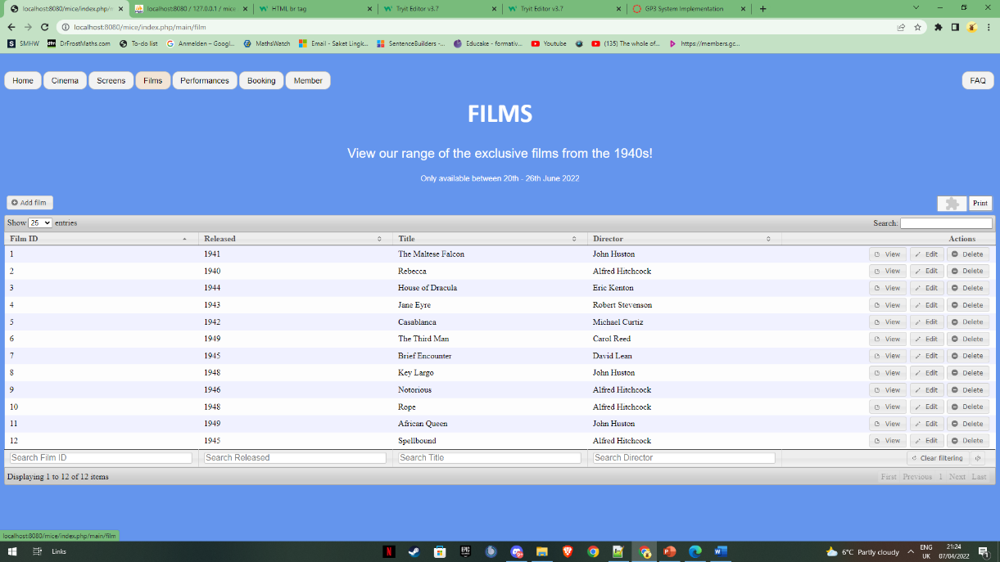 localhost:8080/mice/index.php/m
localhost:8080 / 127.0.0.1 / mice
HTML br tag
Tryit Editor v3.7
Tryit Editor v3.7
GP3 System Implementation
localhost:8080/mice/index.php/main/film
SMHW
DrFrostMaths.com
To-do list
Anmelden – Googl...
MathsWatch
Email - Saket Lingk...
SentenceBuilders -...
Educake - formativ...
Youtube
(135) The whole of...
https://members.gc...
Home
Cinema
Screens
Films
Performances
Booking
Member
FAQ
FILMS
View our range of the exclusive films from the 1940s!
Only available between 20th - 26th June 2022
Add film
Print
Show 25 entries
Search:
Film ID Released Title Director Actions
1 1941 The Maltese Falcon John Huston View Edit Delete
2 1940 Rebecca Alfred Hitchcock View Edit Delete
3 1944 House of Dracula Eric Kenton View Edit Delete
4 1943 Jane Eyre Robert Stevenson View Edit Delete
5 1942 Casablanca Michael Curtiz View Edit Delete
6 1949 The Third Man Carol Reed View Edit Delete
7 1945 Brief Encounter David Lean View Edit Delete
8 1948 Key Largo John Huston View Edit Delete
9 1946 Notorious Alfred Hitchcock View Edit Delete
10 1948 Rope Alfred Hitchcock View Edit Delete
11 1949 African Queen John Huston View Edit Delete
12 1945 Spellbound Alfred Hitchcock View Edit Delete
Search Film ID Search Released Search Title Search Director Clear filtering
Displaying 1 to 12 of 12 items
First Previous 1 Next Last
localhost:8080/mice/index.php/main/film
Links
6°C Partly cloudy
ENG
UK
21:24
07/04/2022